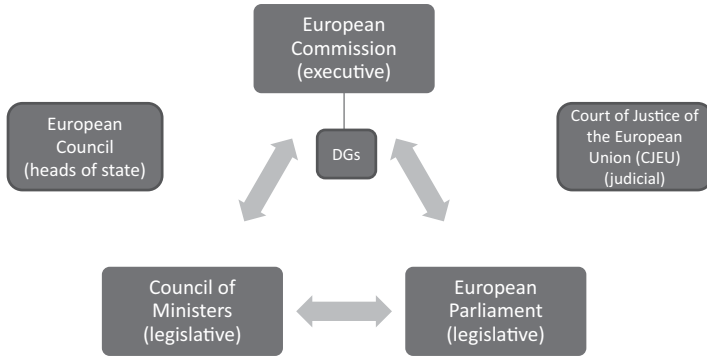 European
Commission
(executive)
European
Council
(heads of state)
DGs
Court of Justice of
the European
Union (CJEU)
(judicial)
Council of
Ministers
(legislative)
European
Parliament
(legislative)